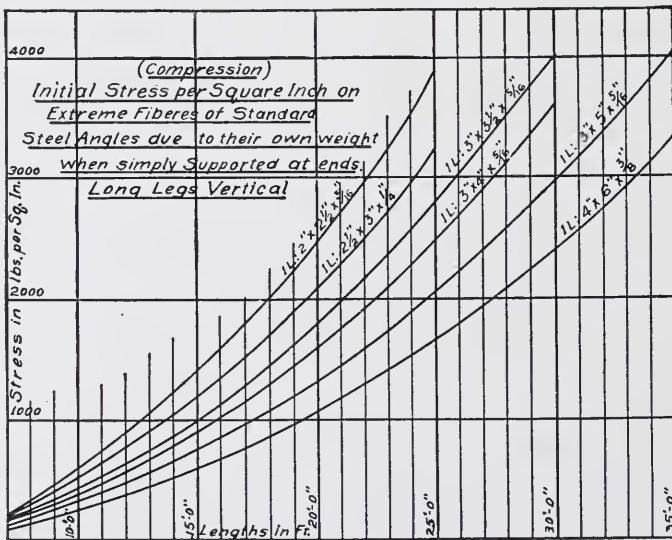 4000
3000
2000
1000
Stress in lbs. per Sq. In.
(Compression)
Initial Stress per Square Inch on
Extreme Fiberes of Standard
Steel Angles due to their own weight
when simply Supported at ends.
Long Legs Vertical
1L: 2" x 2½" x 3/16"
1L: 2½" x 3" x ¼"
1L: 3" x 3½" x 5/16"
1L: 3" x 4" x 5/16"
1L: 3" x 5" x 5/16"
1L: 4" x 6" x 3/8"
10'-0"
15'-0"
20'-0"
25'-0"
30'-0"
35'-0"
Lengths in Ft.